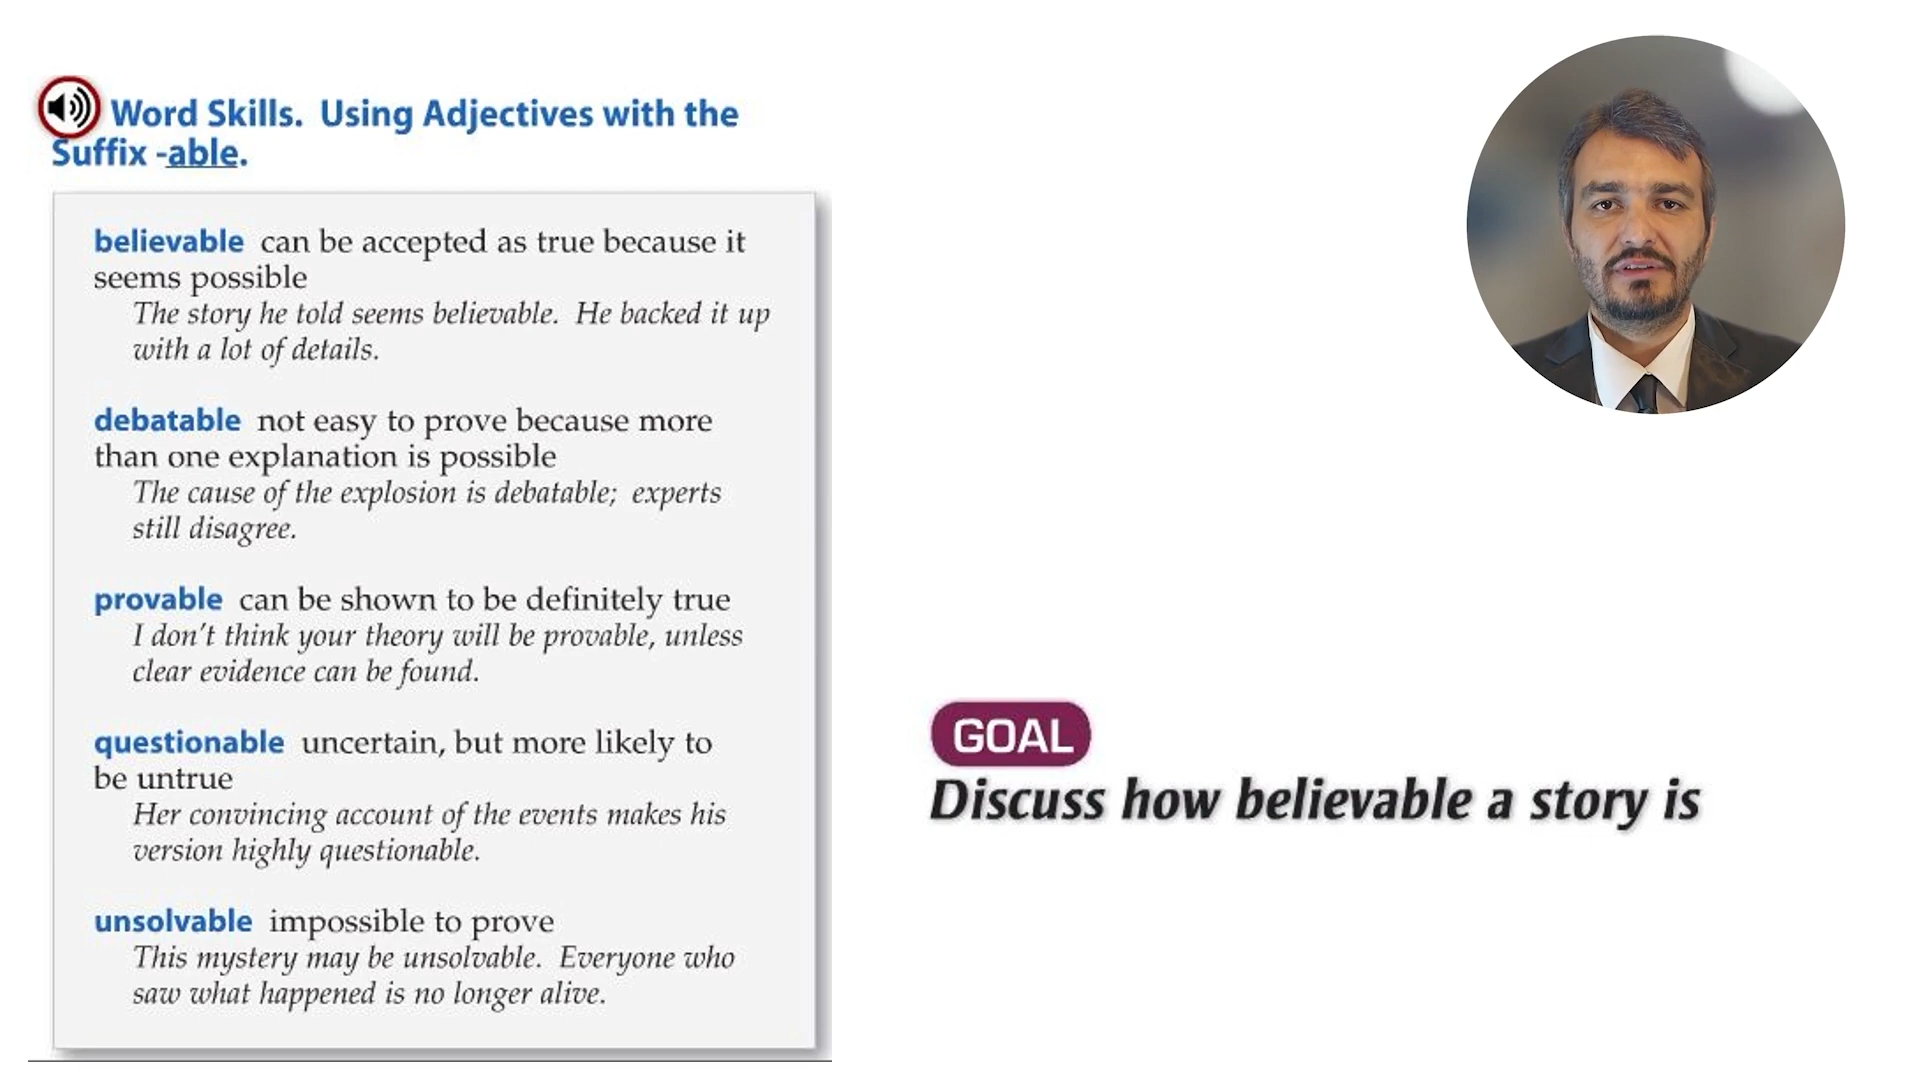 Word Skills. Using Adjectives with the
Suffix -able.
believable can be accepted as true because it
seems possible
The story he told seems believable. He backed it up
with a lot of details.
debatable not easy to prove because more
than one explanation is possible
The cause of the explosion is debatable; experts
still disagree.
provable can be shown to be definitely true
I don't think your theory will be provable, unless
clear evidence can be found.
questionable uncertain, but more likely to
be untrue
Her convincing account of the events makes his
version highly questionable.
unsolvable impossible to prove
This mystery may be unsolvable. Everyone who
saw what happened is no longer alive.
GOAL
Discuss how believable a story is